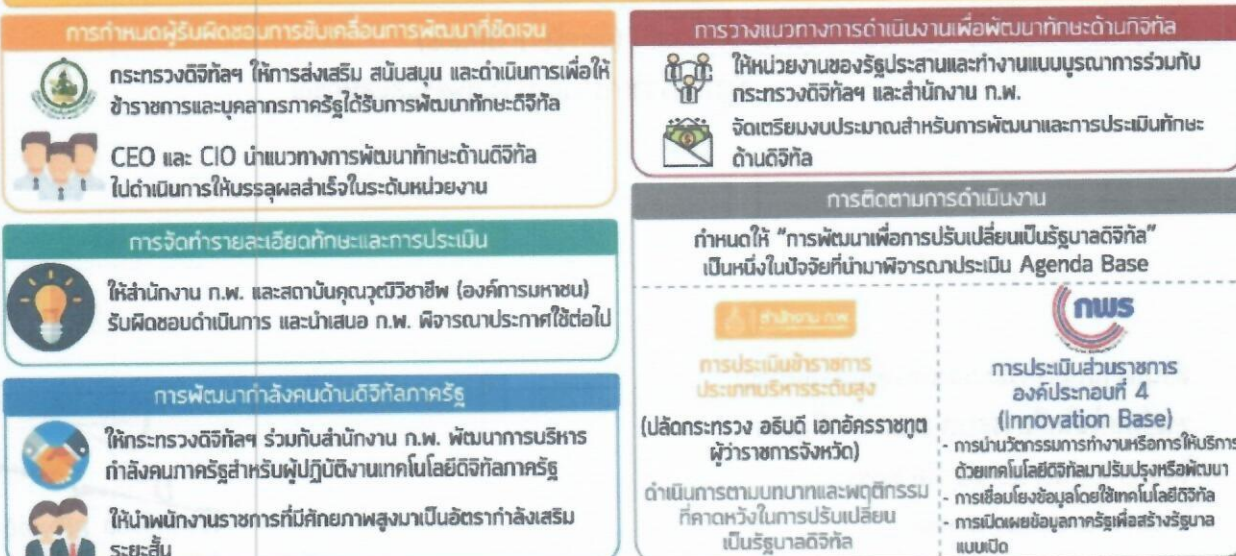 การกำหนดผู้รับผิดชอบการขับเคลื่อนการพัฒนาที่ชัดเจน
กระทรวงดิจิทัลฯ ให้การส่งเสริม สนับสนุน และดำเนินการเพื่อให้
ข้าราชการและบุคลากรภาครัฐได้รับการพัฒนาทักษะดิจิทัล
CEO และ CIO นำแนวทางการพัฒนาทักษะด้านดิจิทัล
ไปดำเนินการให้บรรลุผลสำเร็จในระดับหน่วยงาน
การจัดทำรายละเอียดทักษะและการประเมิน
ให้สำนักงาน ก.พ. และสถาบันคุณวุฒิวิชาชีพ (องค์การมหาชน)
รับผิดชอบดำเนินการ และนำเสนอ ก.พ. พิจารณาประกาศใช้ต่อไป
การพัฒนากำลังคนด้านดิจิทัลภาครัฐ
ให้กระทรวงดิจิทัลฯ ร่วมกับสำนักงาน ก.พ. พัฒนาการบริหาร
กำลังคนภาครัฐสำหรับผู้ปฏิบัติงานเทคโนโลยีดิจิทัลภาครัฐ
ให้นำพนักงานราชการที่มีศักยภาพสูงมาเป็นอัตรากำลังเสริม
ระยะสั้น
การวางแนวทางการดำเนินงานเพื่อพัฒนาทักษะด้านดิจิทัล
ให้หน่วยงานของรัฐประสานและทำงานแบบบูรณาการร่วมกับ
กระทรวงดิจิทัลฯ และสำนักงาน ก.พ.
จัดเตรียมงบประมาณสำหรับการพัฒนาและการประเมินทักษะ
ด้านดิจิทัล
การติดตามการดำเนินงาน
กำหนดให้ “การพัฒนาเพื่อการปรับเปลี่ยนเป็นรัฐบาลดิจิทัล”
เป็นหนึ่งในปัจจัยที่นำมาพิจารณาประเมิน Agenda Base
สำนักงาน ก.พ.
การประเมินข้าราชการ
ประเภทบริหารระดับสูง
(ปลัดกระทรวง อธิบดี เอกอัครราชทูต
ผู้ว่าราชการจังหวัด)
ดำเนินการตามบทบาทและพฤติกรรม
ที่คาดหวังในการปรับเปลี่ยน
เป็นรัฐบาลดิจิทัล
กพร
การประเมินส่วนราชการ
องค์ประกอบที่ 4
(Innovation Base)
- การนำนวัตกรรมการทำงานหรือการให้บริการ
ด้วยเทคโนโลยีดิจิทัลมาปรับปรุงหรือพัฒนา
- การเชื่อมโยงข้อมูลโดยใช้เทคโนโลยีดิจิทัล
- การเปิดเผยข้อมูลภาครัฐเพื่อสร้างรัฐบาล
แบบเปิด